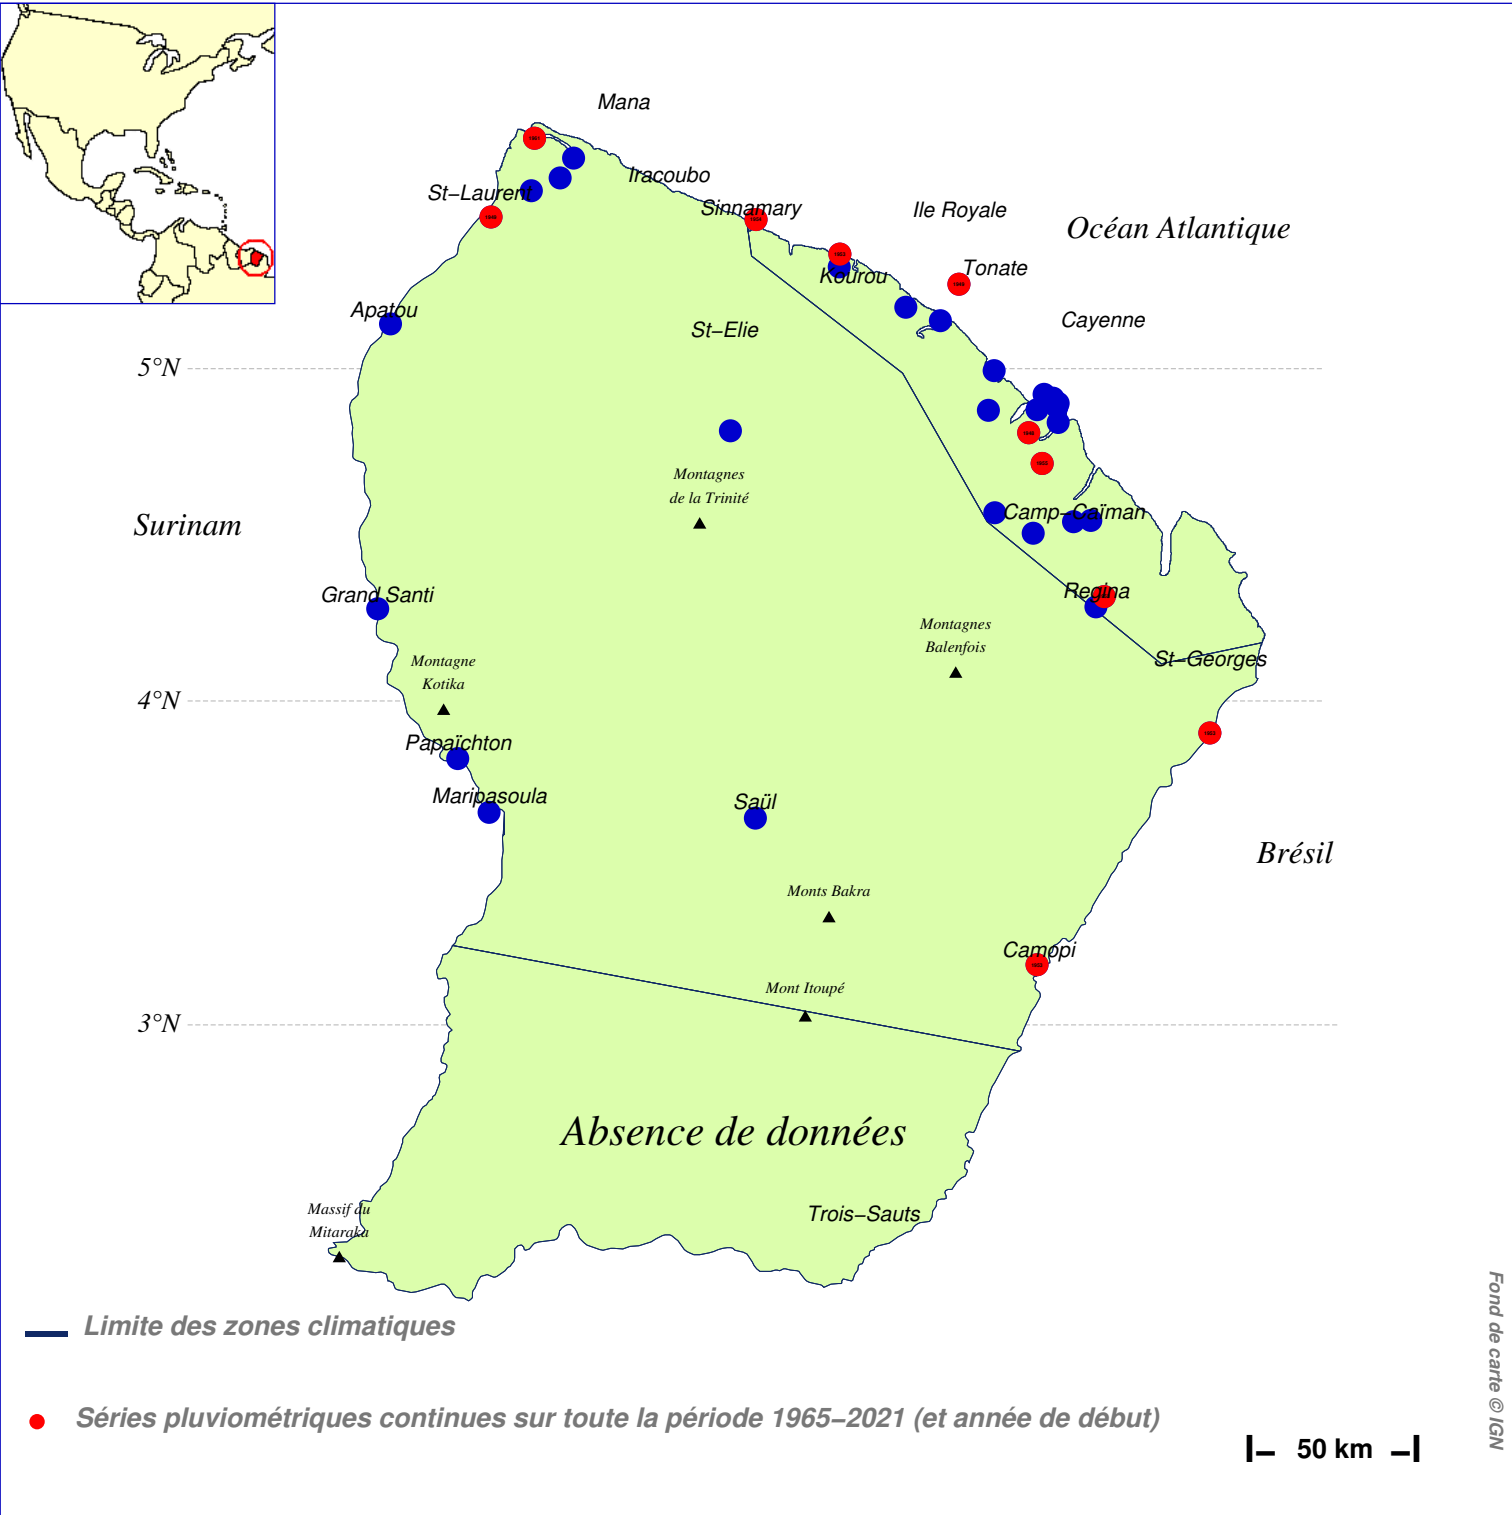 Mana
Iracoubo
St–Laurent
Sinnamary
Ile Royale
Océan Atlantique
Kourou
Tonate
Apatou
St–Elie
Cayenne
5°N
Montagnes
de la Trinité
Surinam
Camp–Caïman
Grand Santi
Regina
Montagnes
Balenfois
Montagne
Kotika
St–Georges
4°N
Papaïchton
Maripasoula
Saül
Brésil
Monts Bakra
Camopi
Mont Itoupé
3°N
Absence de données
Massif du
Mitaraka
Trois–Sauts
Limite des zones climatiques
Séries pluviométriques continues sur toute la période 1965–2021 (et année de début)
50 km
Fond de carte © IGN